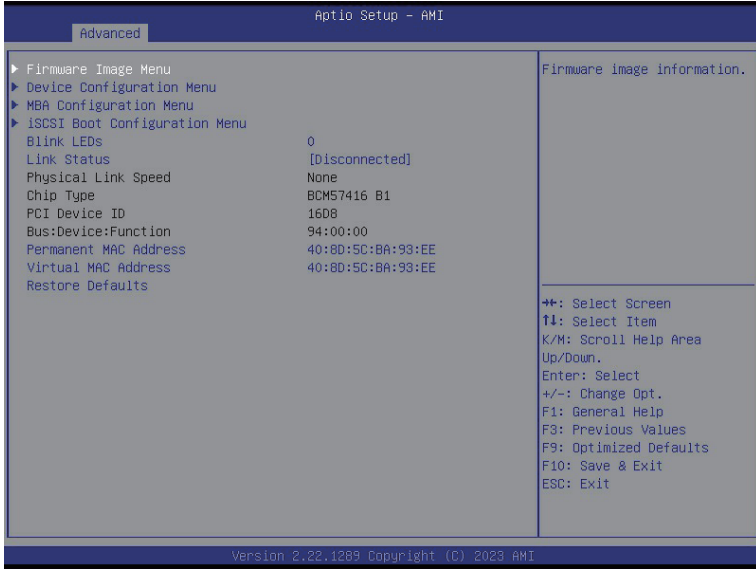 Aptio Setup - AMI
Advanced
Firmware Image Menu
Device Configuration Menu
MBA Configuration Menu
iSCSI Boot Configuration Menu
Blink LEDs 0
Link Status [Disconnected]
Physical Link Speed None
Chip Type BCM57416 B1
PCI Device ID 16D8
Bus:Device:Function 94:00:00
Permanent MAC Address 40:8D:5C:BA:93:EE
Virtual MAC Address 40:8D:5C:BA:93:EE
Restore Defaults
Firmware image information.
→←: Select Screen
↑↓: Select Item
K/M: Scroll Help Area
Up/Down.
Enter: Select
+/-: Change Opt.
F1: General Help
F3: Previous Values
F9: Optimized Defaults
F10: Save & Exit
ESC: Exit
Version 2.22.1289 Copyright (C) 2023 AMI